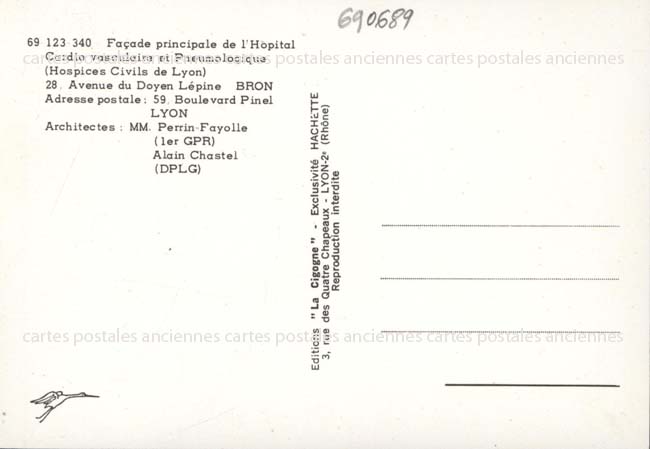 690689
69 123 340 Façade principale de l'Hôpital
Cardio vasculaire et Pneumologique
(Hospices Civils de Lyon)
28, Avenue du Doyen Lépine BRON
Adresse postale : 59, Boulevard Pinel
LYON
Architectes : MM. Perrin-Fayolle
(1er GPR)
Alain Chastel
(DPLG)
Editions "La Cigogne" - Exclusivité HACHETTE
3, rue des Quatre Chapeaux - LYON-2e (Rhône)
Reproduction interdite
cartes postales anciennes cartes postales anciennes cartes postales anciennes
cartes postales anciennes cartes postales anciennes cartes postales anciennes